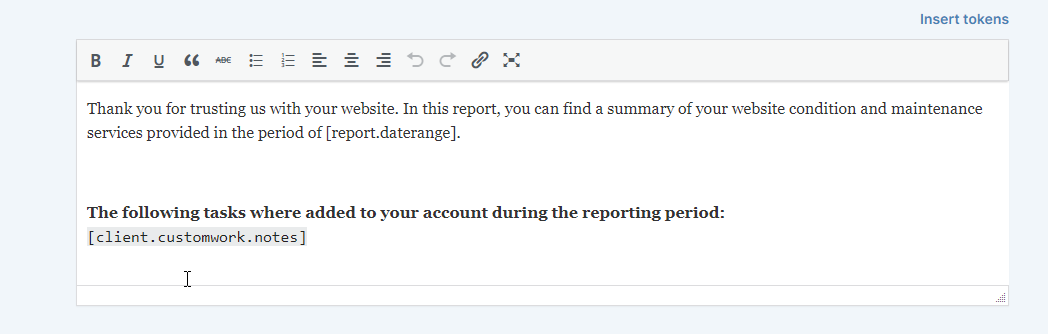 Insert tokens
B I U ABC
Thank you for trusting us with your website. In this report, you can find a summary of your website condition and maintenance
services provided in the period of [report.daterange].
The following tasks where added to your account during the reporting period:
[client.customwork.notes]